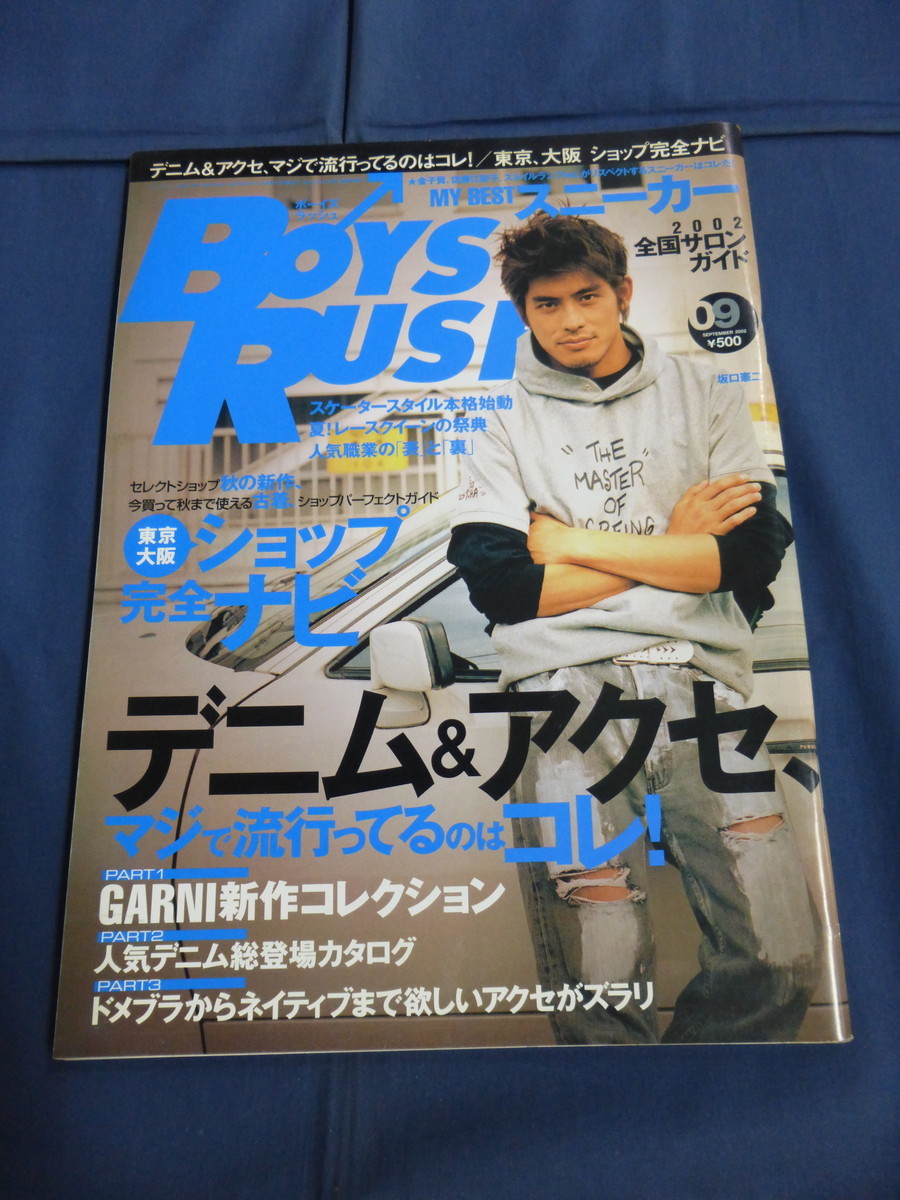 デニム&アクセ、マジで流行ってるのはコレ!/東京、大阪 ショップ完全ナビ
MY BEST スニーカー
ボーイズ
ラッシュ
BOYS
RUSH
2002
全国サロン
ガイド
09
SEPTEMBER 2002
¥500
坂口憲二
スケータースタイル本格始動
夏!レースクイーンの祭典
人気職業の「表」と「裏」
セレクトショップ秋の新作、
今買って秋まで使える古着、ショップパーフェクトガイド
東京
大阪
ショップ
完全ナビ
"THE
MASTER
OF
デニム&アクセ、
マジで流行ってるのはコレ!
PART1
GARNI新作コレクション
PART2
人気デニム総登場カタログ
PART3
ドメブラからネイティブまで欲しいアクセがズラリ